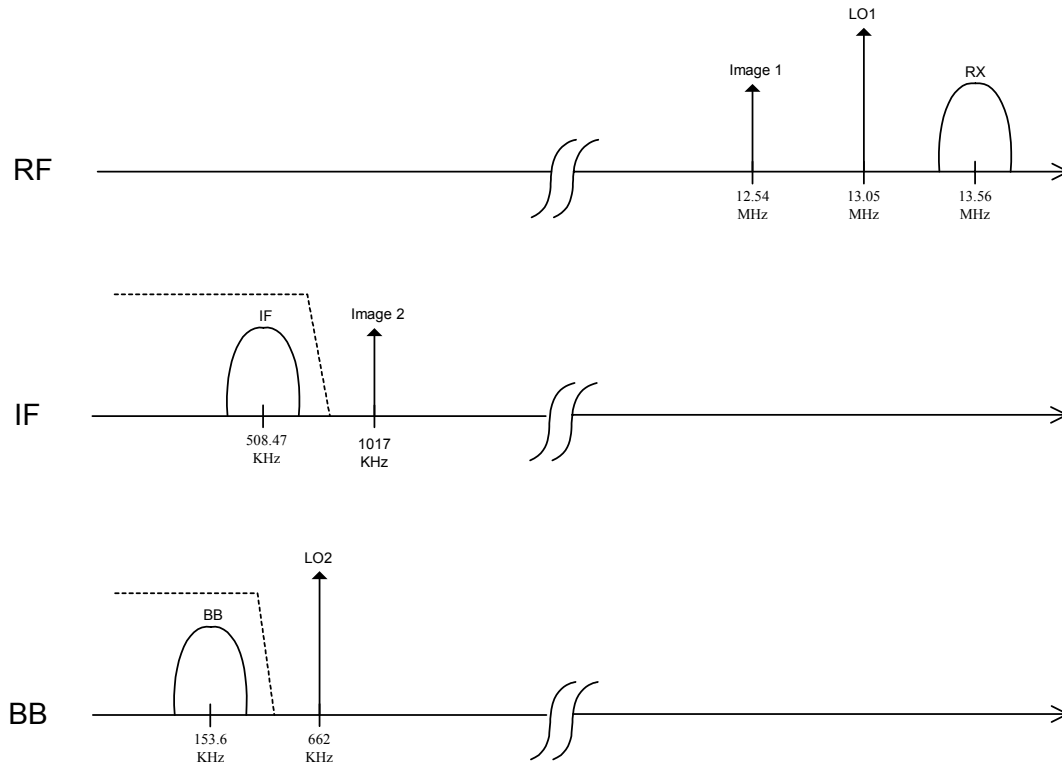 LO1
Image 1
RX
RF
12.54
MHz
13.05
MHz
13.56
MHz
IF
Image 2
IF
508.47
KHz
1017
KHz
LO2
BB
BB
153.6
KHz
662
KHz